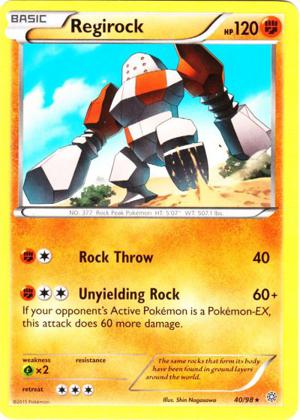 BASIC
Regirock HP120
NO. 377 Rock Peak Pokémon HT: 5'07" WT: 507.1 lbs.
Rock Throw 40
Unyielding Rock 60+
If your opponent's Active Pokémon is a Pokémon-EX,
this attack does 60 more damage.
weakness resistance
×2
retreat
The same rocks that form its body
have been found in ground layers
around the world.
©2015 Pokémon
Illus. Shin Nagasawa 40/98 ★